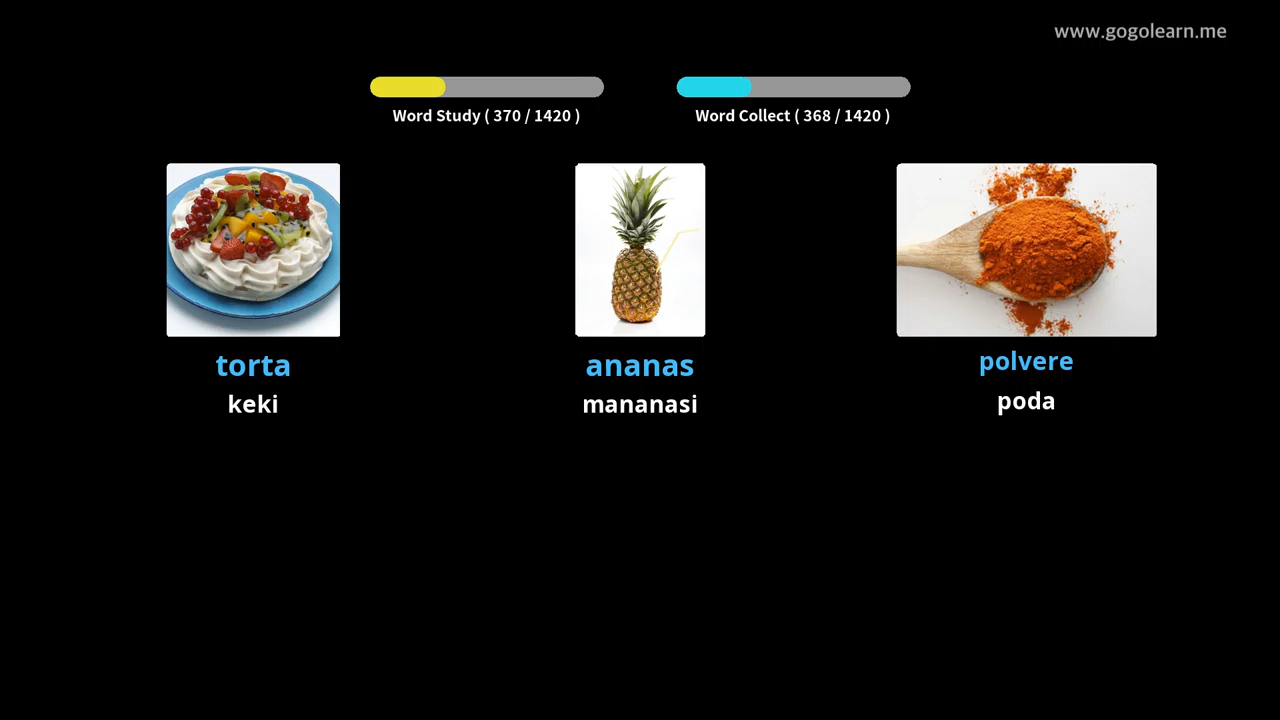 www.gogolearn.me
Word Study ( 370 / 1420 )
Word Collect ( 368 / 1420 )
torta
keki
ananas
mananasi
polvere
poda